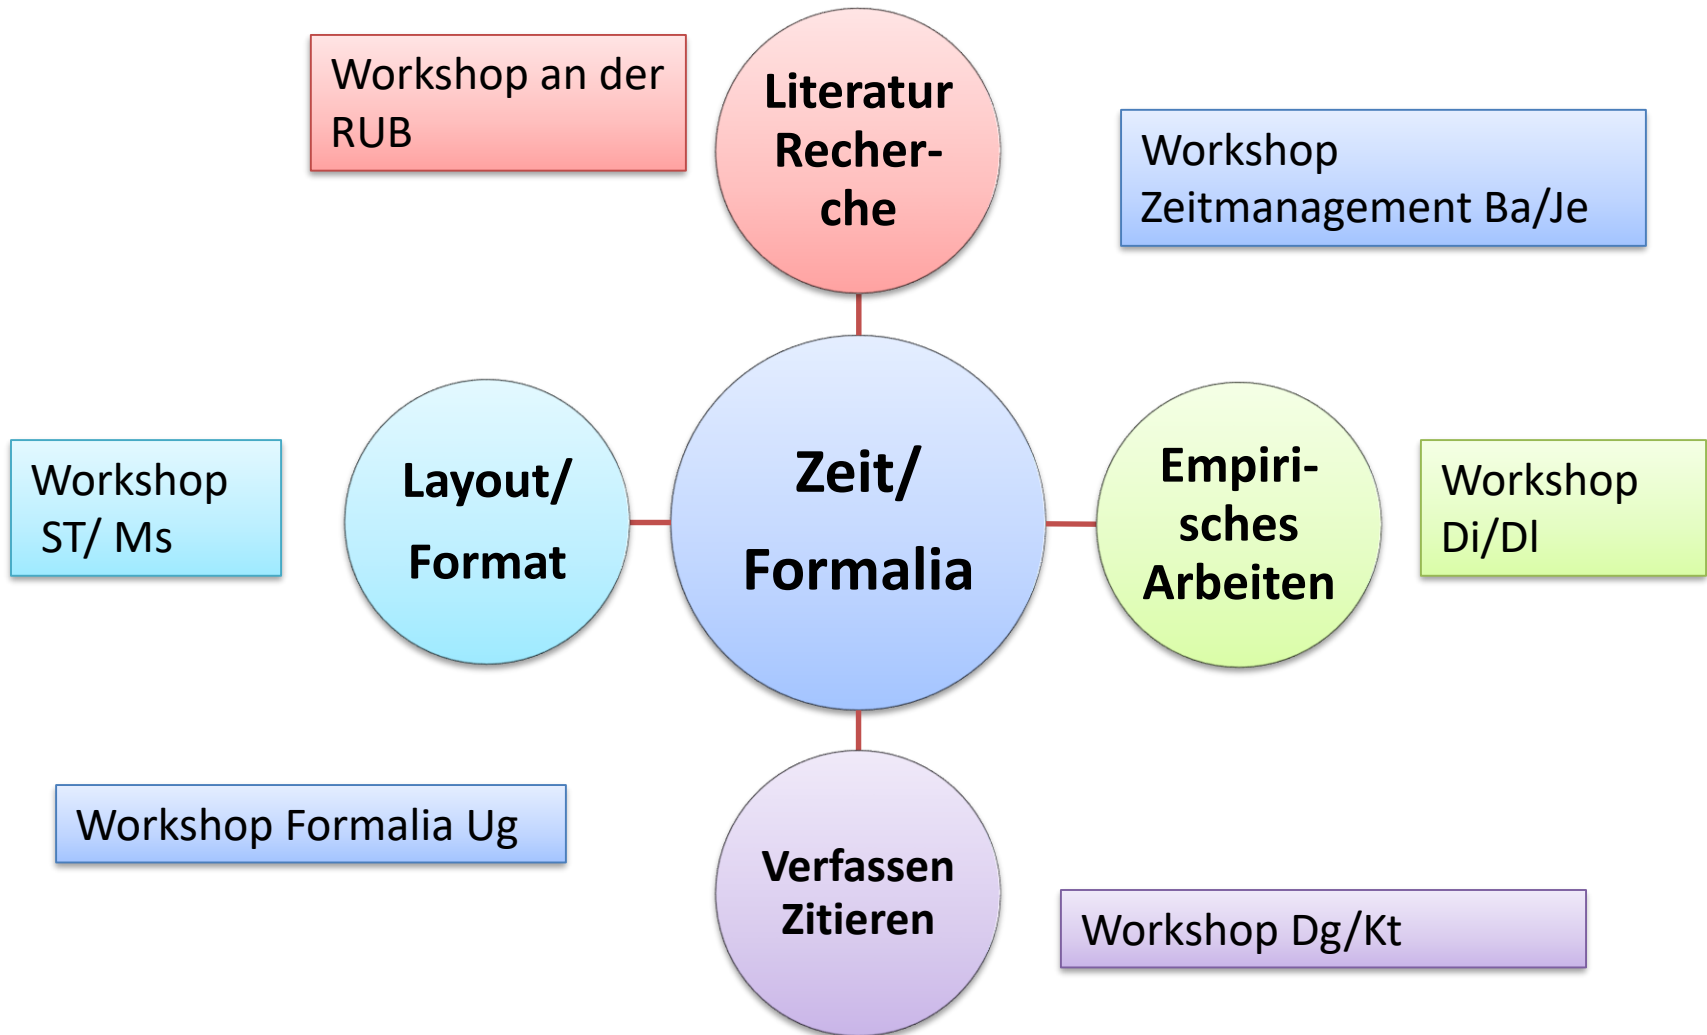 Workshop an der
RUB
Literatur
Recher-
che
Workshop
Zeitmanagement Ba/Je
Workshop
ST/ Ms
Layout/
Format
Zeit/
Formalia
Empiri-
sches
Arbeiten
Workshop
Di/Dl
Workshop Formalia Ug
Verfassen
Zitieren
Workshop Dg/Kt